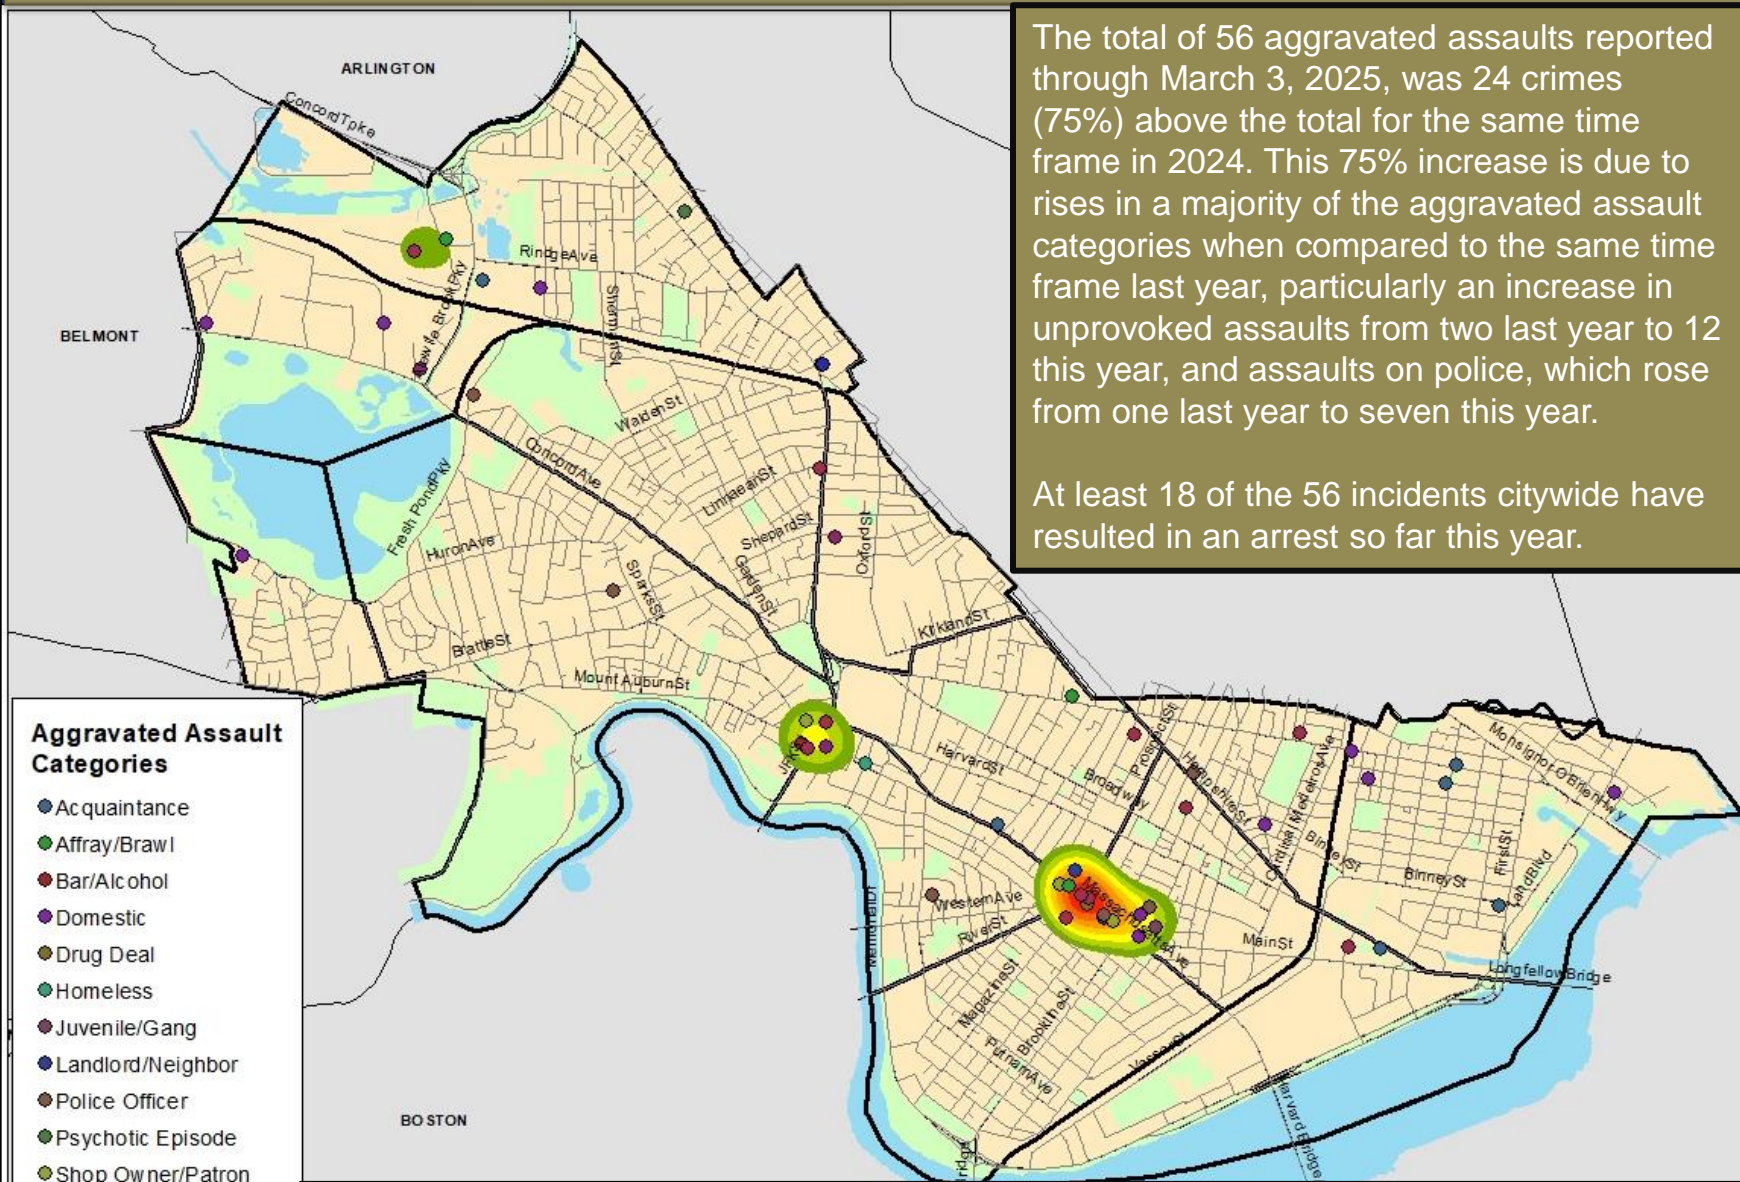 The total of 56 aggravated assaults reported
through March 3, 2025, was 24 crimes
(75%) above the total for the same time
frame in 2024. This 75% increase is due to
rises in a majority of the aggravated assault
categories when compared to the same time
frame last year, particularly an increase in
unprovoked assaults from two last year to 12
this year, and assaults on police, which rose
from one last year to seven this year.
At least 18 of the 56 incidents citywide have
resulted in an arrest so far this year.
ARLINGTON
Concord Tpke
Rindge Ave
BELMONT
Sherman St
Walden St
Concord Ave
Linnaean St
Fresh Pond Pky
Shepard St
Oxford St
Huron Ave
Garden St
Sparks St
Kirkland St
Brattle St
Mount Auburn St
Prospect St
Monsignor O'Brien Hwy
Harvard St
Hampshire St
Cardinal Medeiros Ave
Broadway
Binney St
First St
Land Blvd
Binney St
Massachusetts Ave
Western Ave
River St
Memorial Dr
Main St
Longfellow Bridge
Magazine St
Brookline St
Putnam Ave
Vassar St
Harvard Bridge
BOSTON
Aggravated Assault
Categories
Acquaintance
Affray/Brawl
Bar/Alcohol
Domestic
Drug Deal
Homeless
Juvenile/Gang
Landlord/Neighbor
Police Officer
Psychotic Episode
Shop Owner/Patron